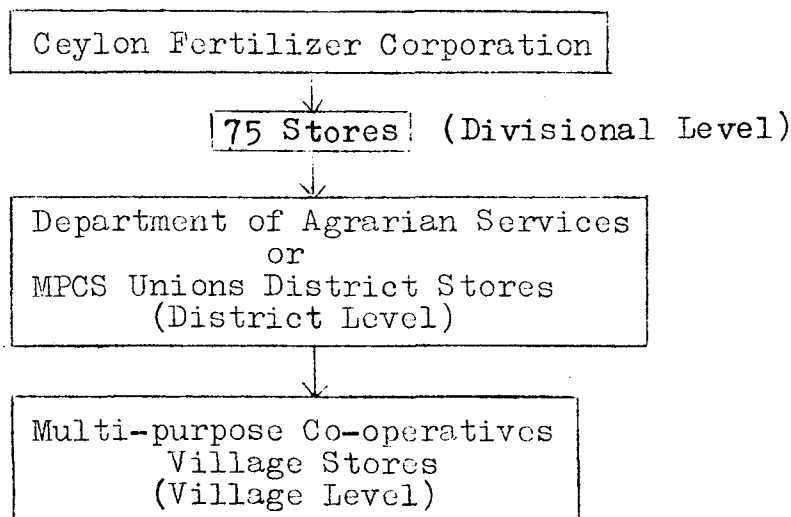 Ceylon Fertilizer Corporation
75 Stores (Divisional Level)
Department of Agrarian Services
or
MPCS Unions District Stores
(District Level)
Multi-purpose Co-operatives
Village Stores
(Village Level)